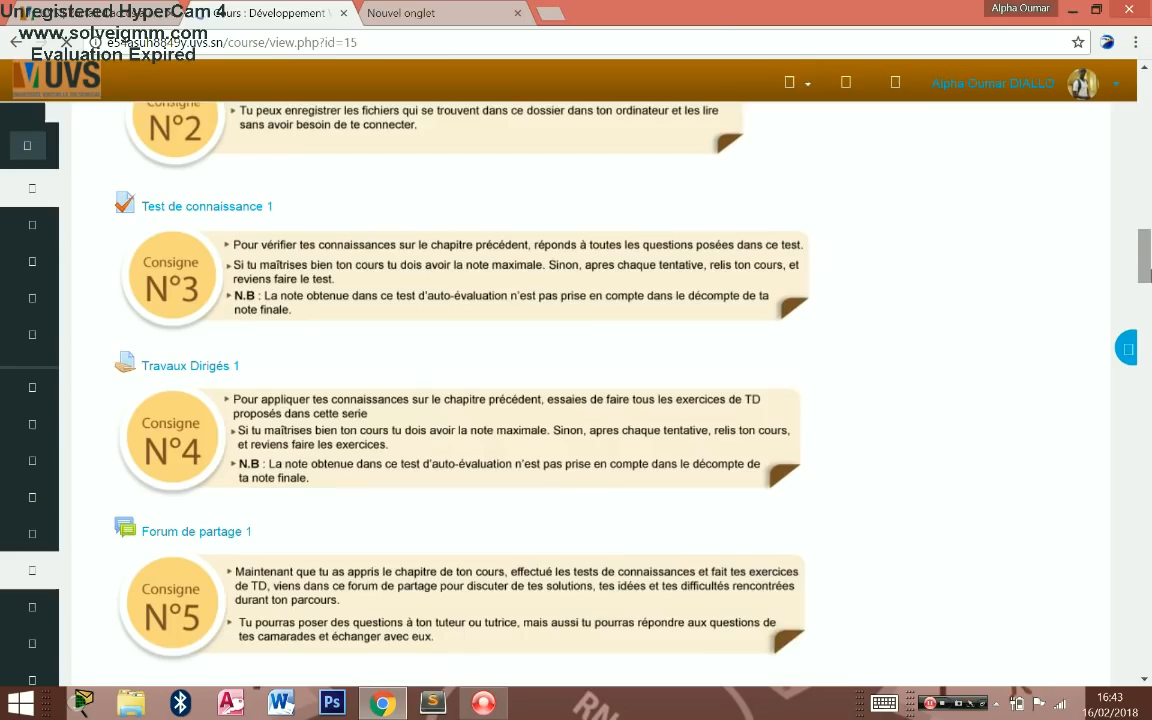 Unregistered HyperCam 4
www.solveigmm.com
Evaluation Expired
Cours : Développement
Nouvel onglet
Alpha Oumar
e54asuh8849y.uvs.sn/course/view.php?id=15
UVS
Alpha Oumar DIALLO
Consigne
N°2
Tu peux enregistrer les fichiers qui se trouvent dans ce dossier dans ton ordinateur et les lire
sans avoir besoin de te connecter.
Test de connaissance 1
Consigne
N°3
Pour vérifier tes connaissances sur le chapitre précédent, réponds à toutes les questions posées dans ce test.
Si tu maîtrises bien ton cours tu dois avoir la note maximale. Sinon, apres chaque tentative, relis ton cours, et
reviens faire le test.
N.B : La note obtenue dans ce test d'auto-évaluation n'est pas prise en compte dans le décompte de ta
note finale.
Travaux Dirigés 1
Consigne
N°4
Pour appliquer tes connaissances sur le chapitre précédent, essaies de faire tous les exercices de TD
proposés dans cette serie
Si tu maîtrises bien ton cours tu dois avoir la note maximale. Sinon, apres chaque tentative, relis ton cours,
et reviens faire les exercices.
N.B : La note obtenue dans ce test d'auto-évaluation n'est pas prise en compte dans le décompte de
ta note finale.
Forum de partage 1
Consigne
N°5
Maintenant que tu as appris le chapitre de ton cours, effectué les tests de connaissances et fait tes exercices
de TD, viens dans ce forum de partage pour discuter de tes solutions, tes idées et tes difficultés rencontrées
durant ton parcours.
Tu pourras poser des questions à ton tuteur ou tutrice, mais aussi tu pourras répondre aux questions de
tes camarades et échanger avec eux.
16:43
16/02/2018